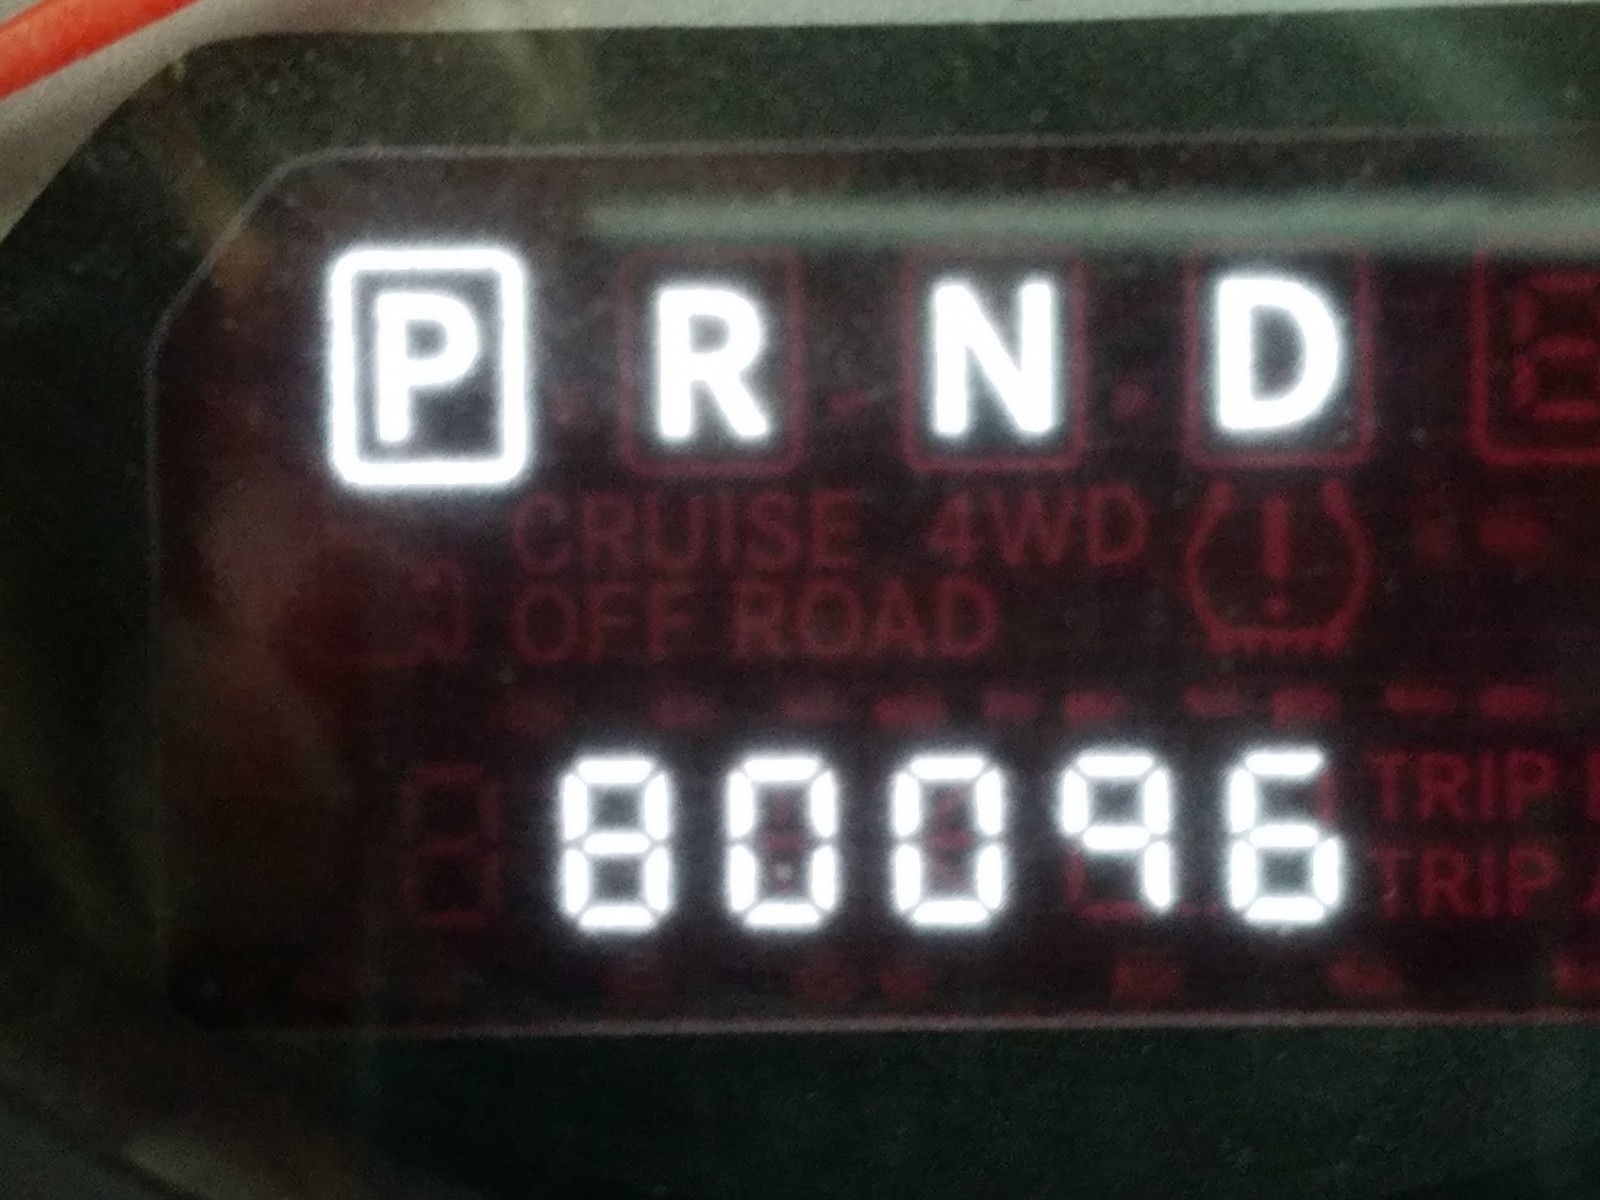 P R N D
CRUISE 4WD
OFF ROAD
80096
TRIP
TRIP